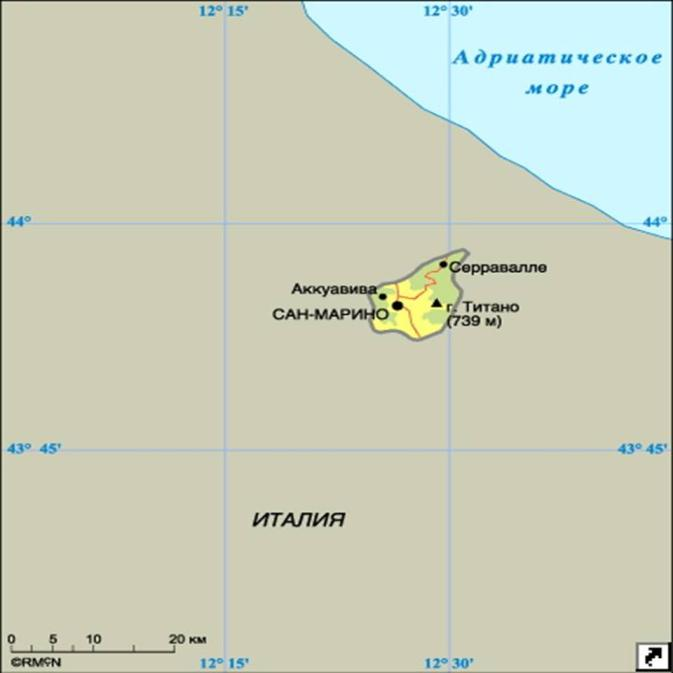 12° 15' 12° 30'
Адриатическое
море
44° 44°
Серравалле
Аккуавива
г. Титано
САН-МАРИНО
(739 м)
43° 45' 43° 45'
ИТАЛИЯ
0 5 10 20 км
12° 15' 12° 30'